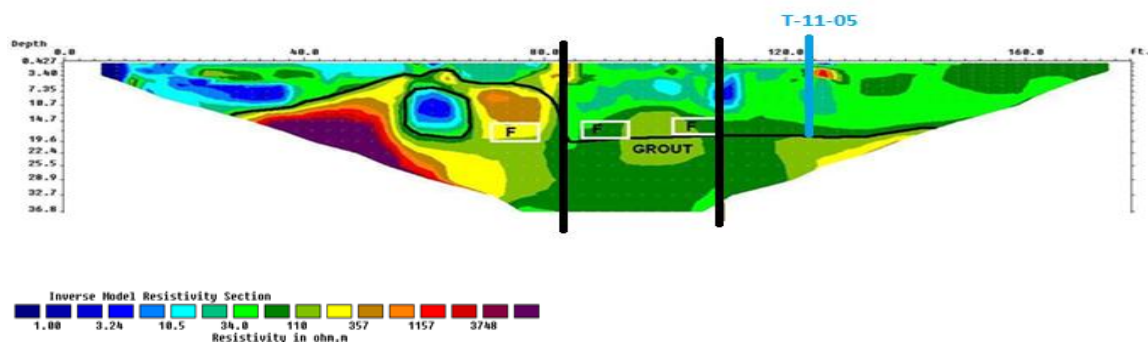 T-11-05
Depth 0.0 40.0 80.0 120.0 160.0 ft.
0.427
3.40
7.35
10.7
14.7
19.6
22.4
25.5
28.9
32.7
36.8
F F F
GROUT
Inverse Model Resistivity Section
1.00 3.24 10.5 34.0 110 357 1157 3748
Resistivity in ohm.m